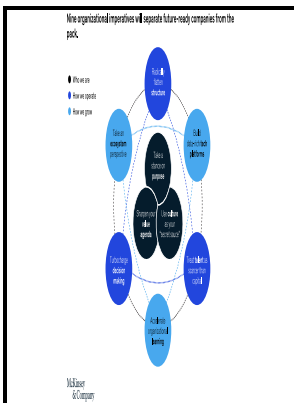 Nine organizational imperatives will separate future-ready companies from the
pack.
Who we are
How we operate
How we grow
Radically
flatten
structure
Take an
ecosystem
perspective
Build
data-rich tech
platforms
Take a
stance on
purpose
Sharpen your
value
agenda
Use culture
as your
"secret sauce"
Turbocharge
decision
making
Treat talent as
scarcer than
capital
Accelerate
organizational
learning
McKinsey
& Company